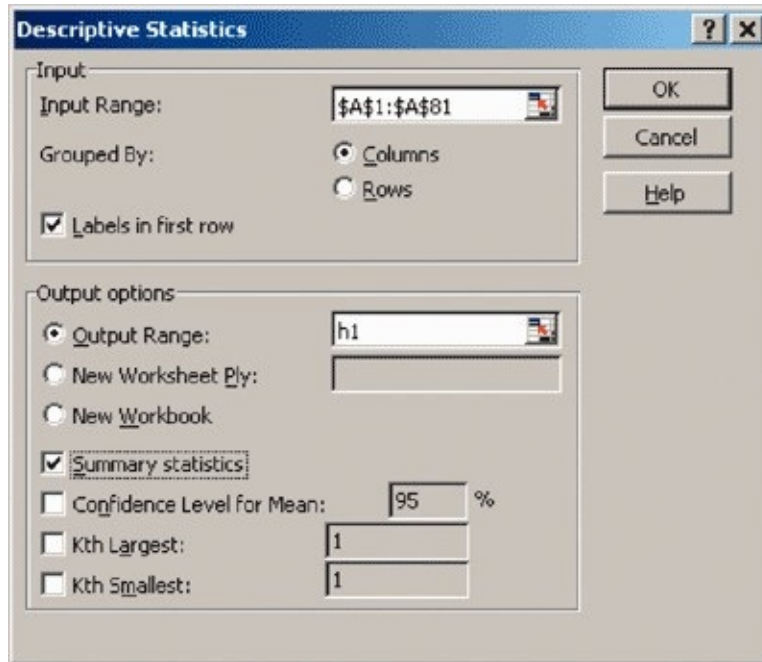 Descriptive Statistics
?
Input
Input Range:
$A$1:$A$81
OK
Cancel
Help
Grouped By:
Columns
Rows
Labels in first row
Output options
Output Range:
h1
New Worksheet Ply:
New Workbook
Summary statistics
Confidence Level for Mean:
95
%
Kth Largest:
1
Kth Smallest:
1